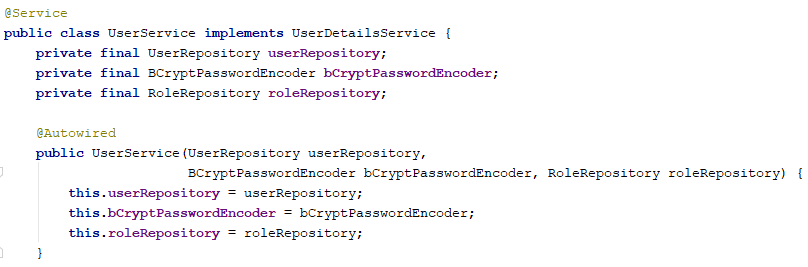 @Service
public class UserService implements UserDetailsService {
    private final UserRepository userRepository;
    private final BCryptPasswordEncoder bCryptPasswordEncoder;
    private final RoleRepository roleRepository;

    @Autowired
    public UserService(UserRepository userRepository,
                       BCryptPasswordEncoder bCryptPasswordEncoder, RoleRepository roleRepository) {
        this.userRepository = userRepository;
        this.bCryptPasswordEncoder = bCryptPasswordEncoder;
        this.roleRepository = roleRepository;
    }